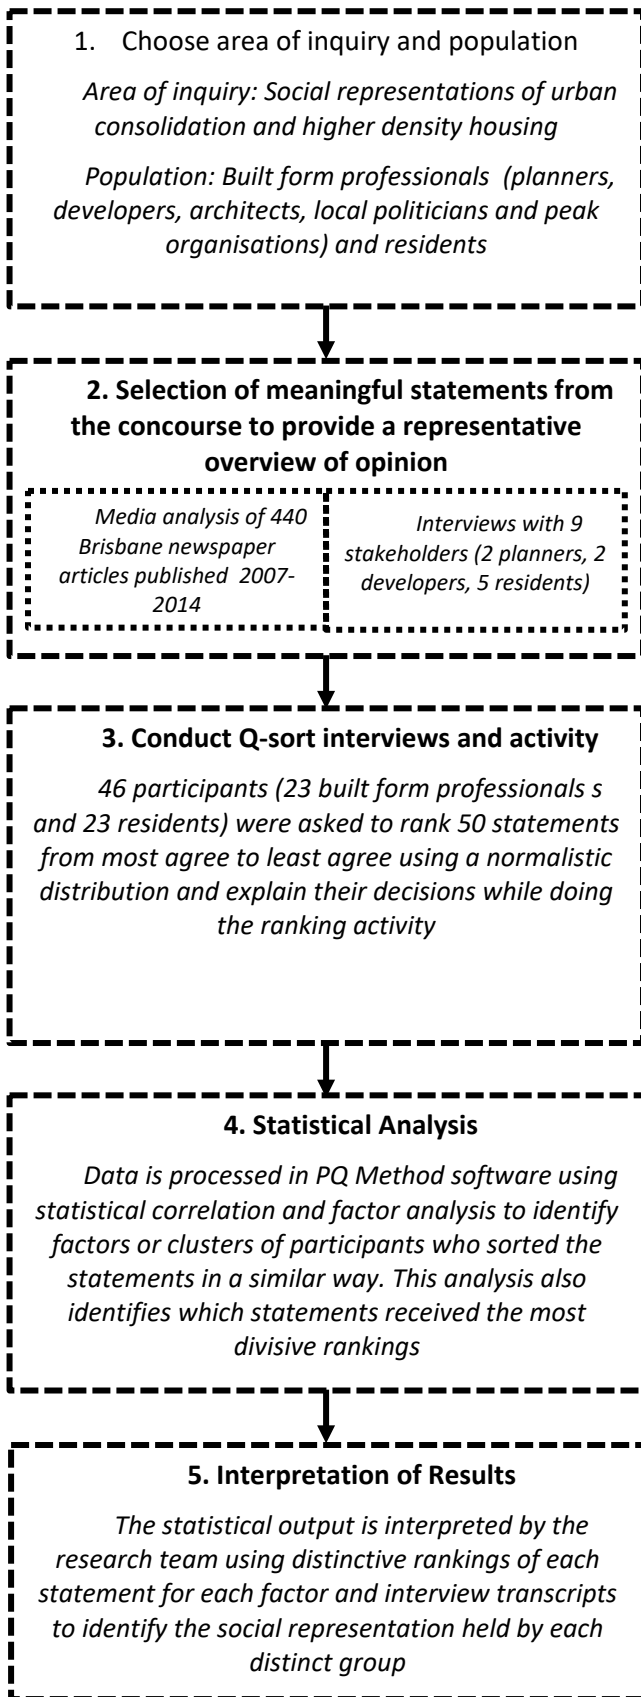 1. Choose area of inquiry and population
Area of inquiry: Social representations of urban
consolidation and higher density housing
Population: Built form professionals (planners,
developers, architects, local politicians and peak
organisations) and residents
2. Selection of meaningful statements from
the concourse to provide a representative
overview of opinion
Media analysis of 440
Brisbane newspaper
articles published 2007-
2014
Interviews with 9
stakeholders (2 planners, 2
developers, 5 residents)
3. Conduct Q-sort interviews and activity
46 participants (23 built form professionals s
and 23 residents) were asked to rank 50 statements
from most agree to least agree using a normalistic
distribution and explain their decisions while doing
the ranking activity
4. Statistical Analysis
Data is processed in PQ Method software using
statistical correlation and factor analysis to identify
factors or clusters of participants who sorted the
statements in a similar way. This analysis also
identifies which statements received the most
divisive rankings
5. Interpretation of Results
The statistical output is interpreted by the
research team using distinctive rankings of each
statement for each factor and interview transcripts
to identify the social representation held by each
distinct group